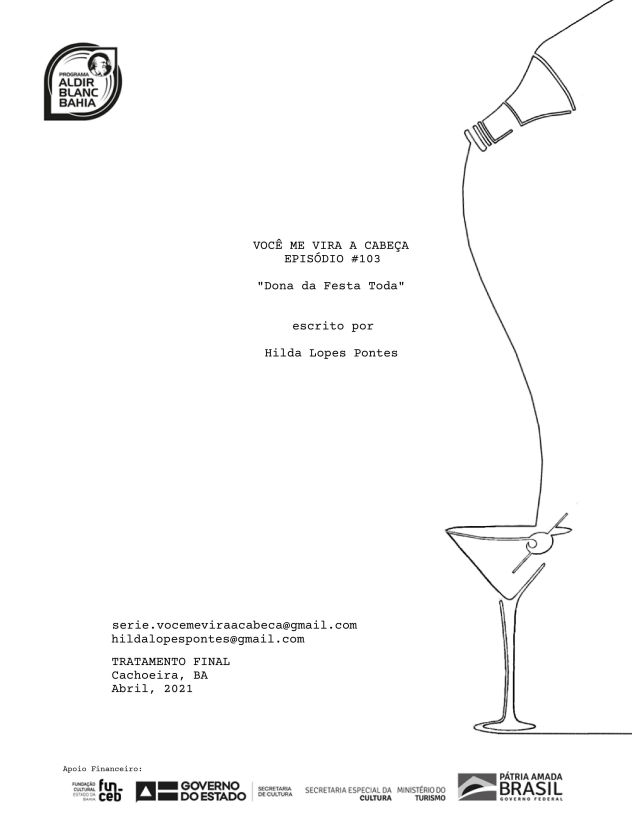 PROGRAMA
ALDIR
BLANC
BAHIA
VOCÊ ME VIRA A CABEÇA
EPISÓDIO #103
"Dona da Festa Toda"
escrito por
Hilda Lopes Pontes
serie.vocemeviraacabeca@gmail.com
hildalopespontes@gmail.com
TRATAMENTO FINAL
Cachoeira, BA
Abril, 2021
Apoio Financeiro:
FUNDAÇÃO
CULTURAL
ESTADO DA
BAHIA
fun
ceb
GOVERNO
DO ESTADO
SECRETARIA
DE CULTURA
SECRETARIA ESPECIAL DA
CULTURA
MINISTÉRIO DO
TURISMO
PÁTRIA AMADA
BRASIL
GOVERNO FEDERAL